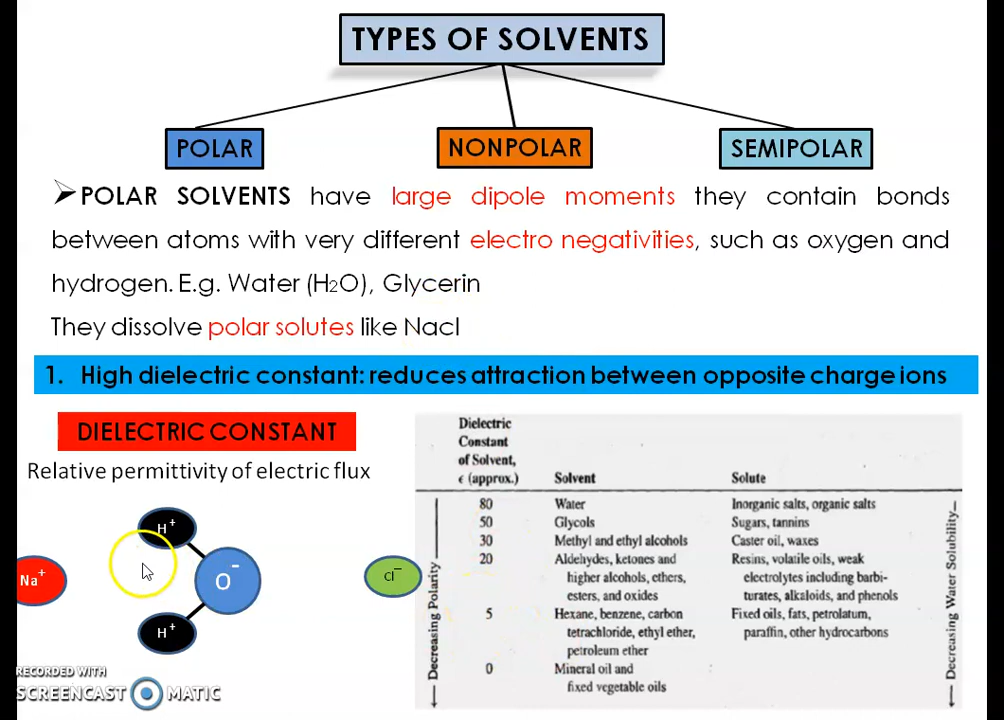 TYPES OF SOLVENTS
POLAR
NONPOLAR
SEMIPOLAR
POLAR SOLVENTS have large dipole moments they contain bonds
between atoms with very different electro negativities, such as oxygen and
hydrogen. E.g. Water (H2O), Glycerin
They dissolve polar solutes like Nacl
1. High dielectric constant: reduces attraction between opposite charge ions
DIELECTRIC CONSTANT
Relative permittivity of electric flux
H+
Na+
O-
Cl-
H+
Dielectric
Constant
of Solvent,
ϵ (approx.) Solvent Solute
80 Water Inorganic salts, organic salts
50 Glycols Sugars, tannins
30 Methyl and ethyl alcohols Caster oil, waxes
20 Aldehydes, ketones and Resins, volatile oils, weak
higher alcohols, ethers, electrolytes including barbi-
esters, and oxides turates, alkaloids, and phenols
5 Hexane, benzene, carbon Fixed oils, fats, petrolatum,
tetrachloride, ethyl ether, paraffin, other hydrocarbons
petroleum ether
0 Mineral oil and
fixed vegetable oils
Decreasing Polarity
Decreasing Water Solubility
RECORDED WITH
SCREENCAST MATIC